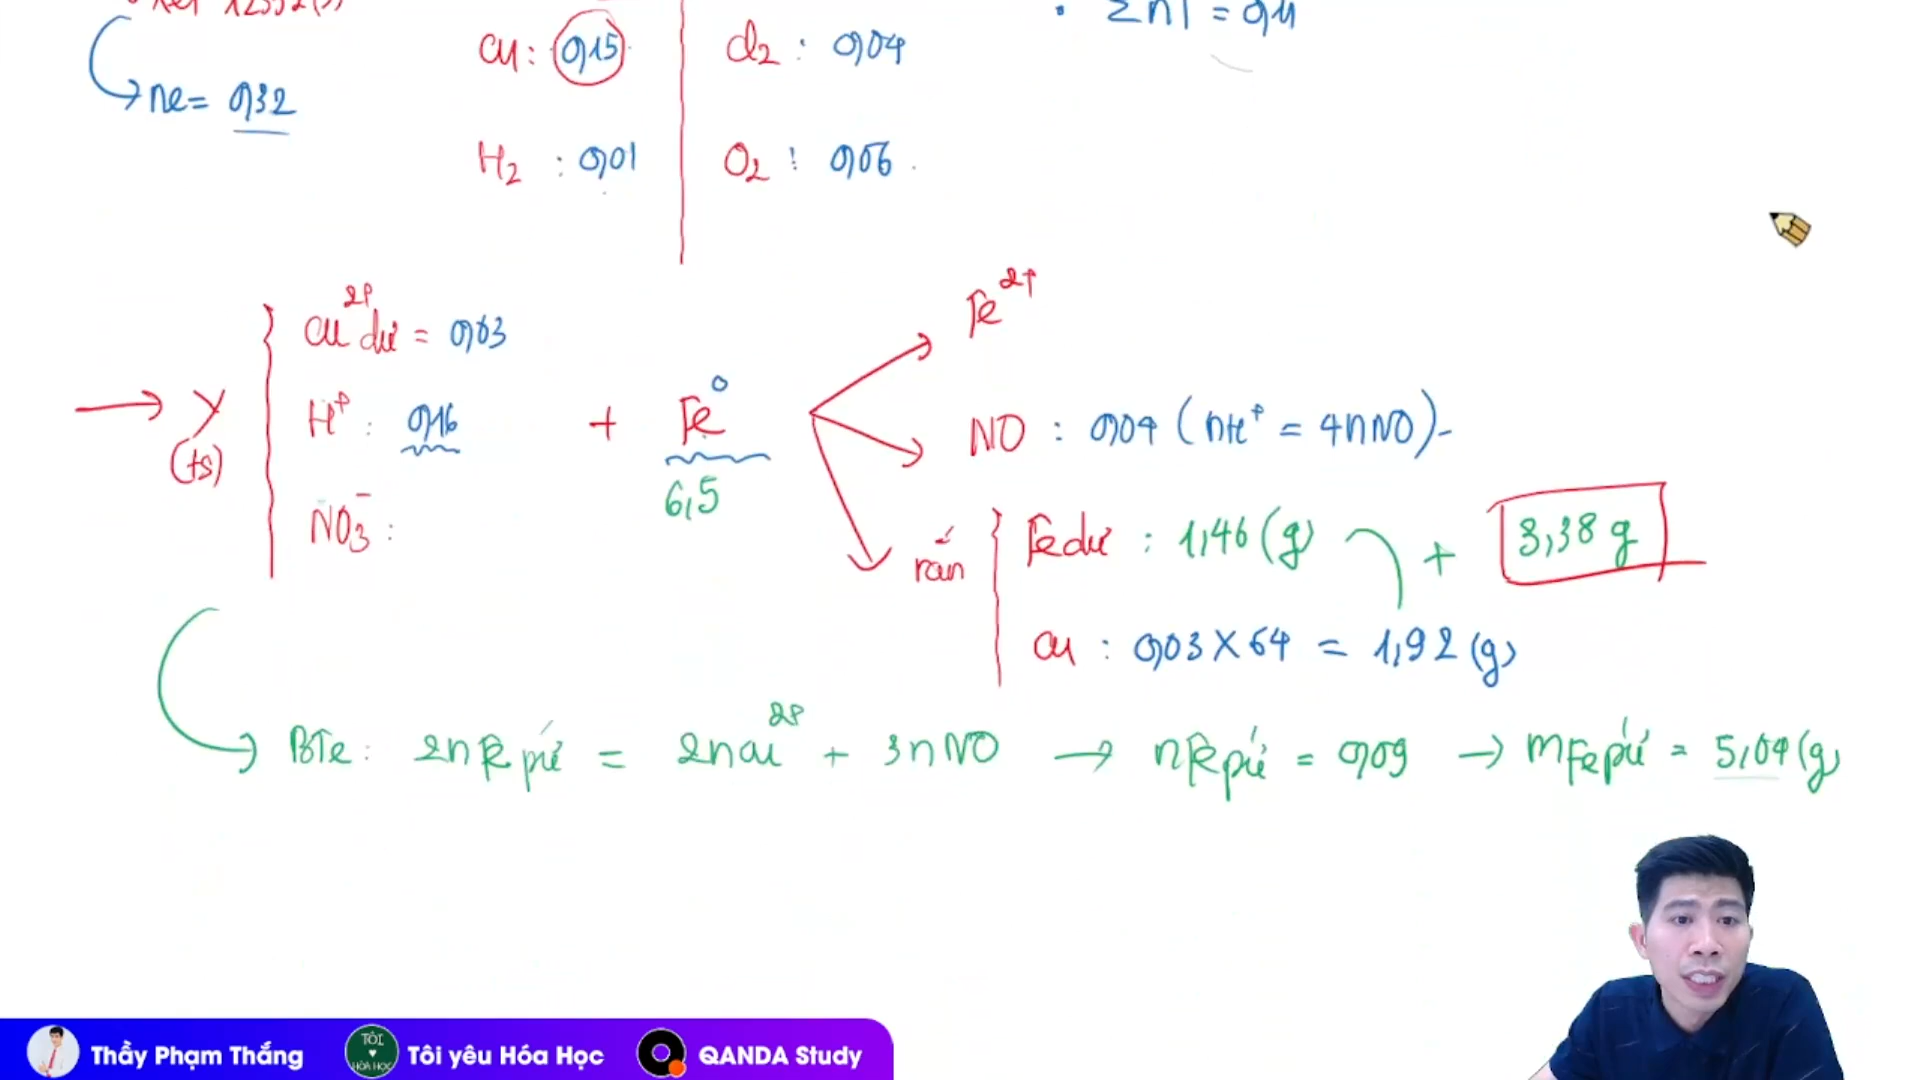 Cu: 0,15 Cl2: 0,04
ne= 0,32
H2: 0,01 O2: 0,06
Cu2+ dư = 0,03
Y (ts) H+: 0,16 + Fe0 6,5
NO3-:
Fe2+
NO: 0,04 (nH+ = 4nNO)
rắn Fe dư: 1,46 (g) + 3,38 g
Cu: 0,03 x 64 = 1,92 (g)
BTe: 2nFe pứ = 2nCu2+ + 3nNO → nFe pứ = 0,09 → mFe pứ = 5,04 (g)
Thầy Phạm Thắng TÔI ♥ HÓA HỌC Tôi yêu Hóa Học QANDA Study